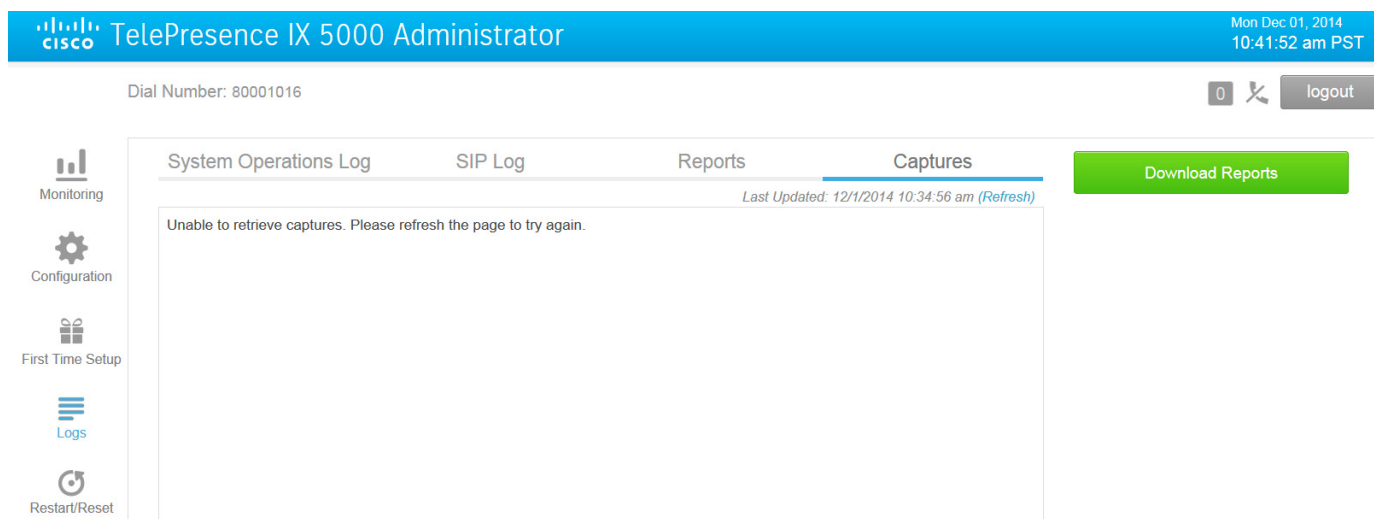 Mon Dec 01, 2014
CISCO TelePresence IX 5000 Administrator
10:41:52 am PST
Dial Number: 80001016
0
logout
System Operations Log SIP Log Reports Captures
Download Reports
Monitoring
Last Updated: 12/1/2014 10:34:56 am (Refresh)
Unable to retrieve captures. Please refresh the page to try again.
Configuration
First Time Setup
Logs
Restart/Reset